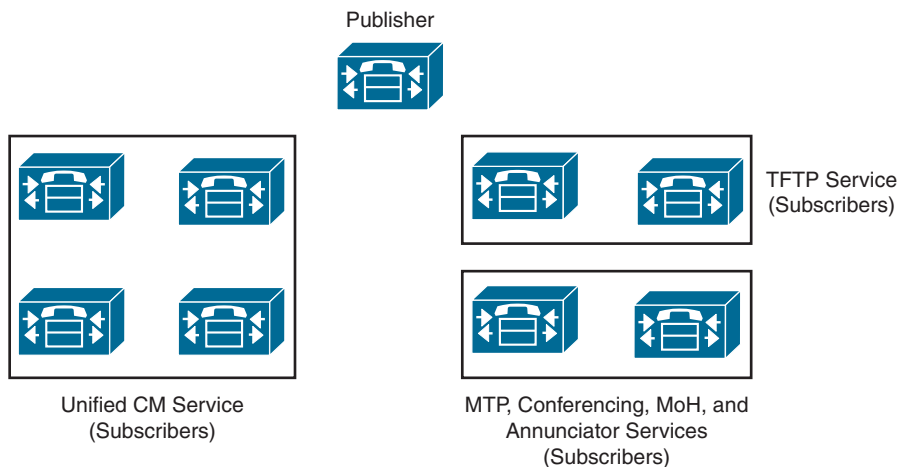 Publisher
TFTP Service
(Subscribers)
Unified CM Service
(Subscribers)
MTP, Conferencing, MoH, and
Annunciator Services
(Subscribers)